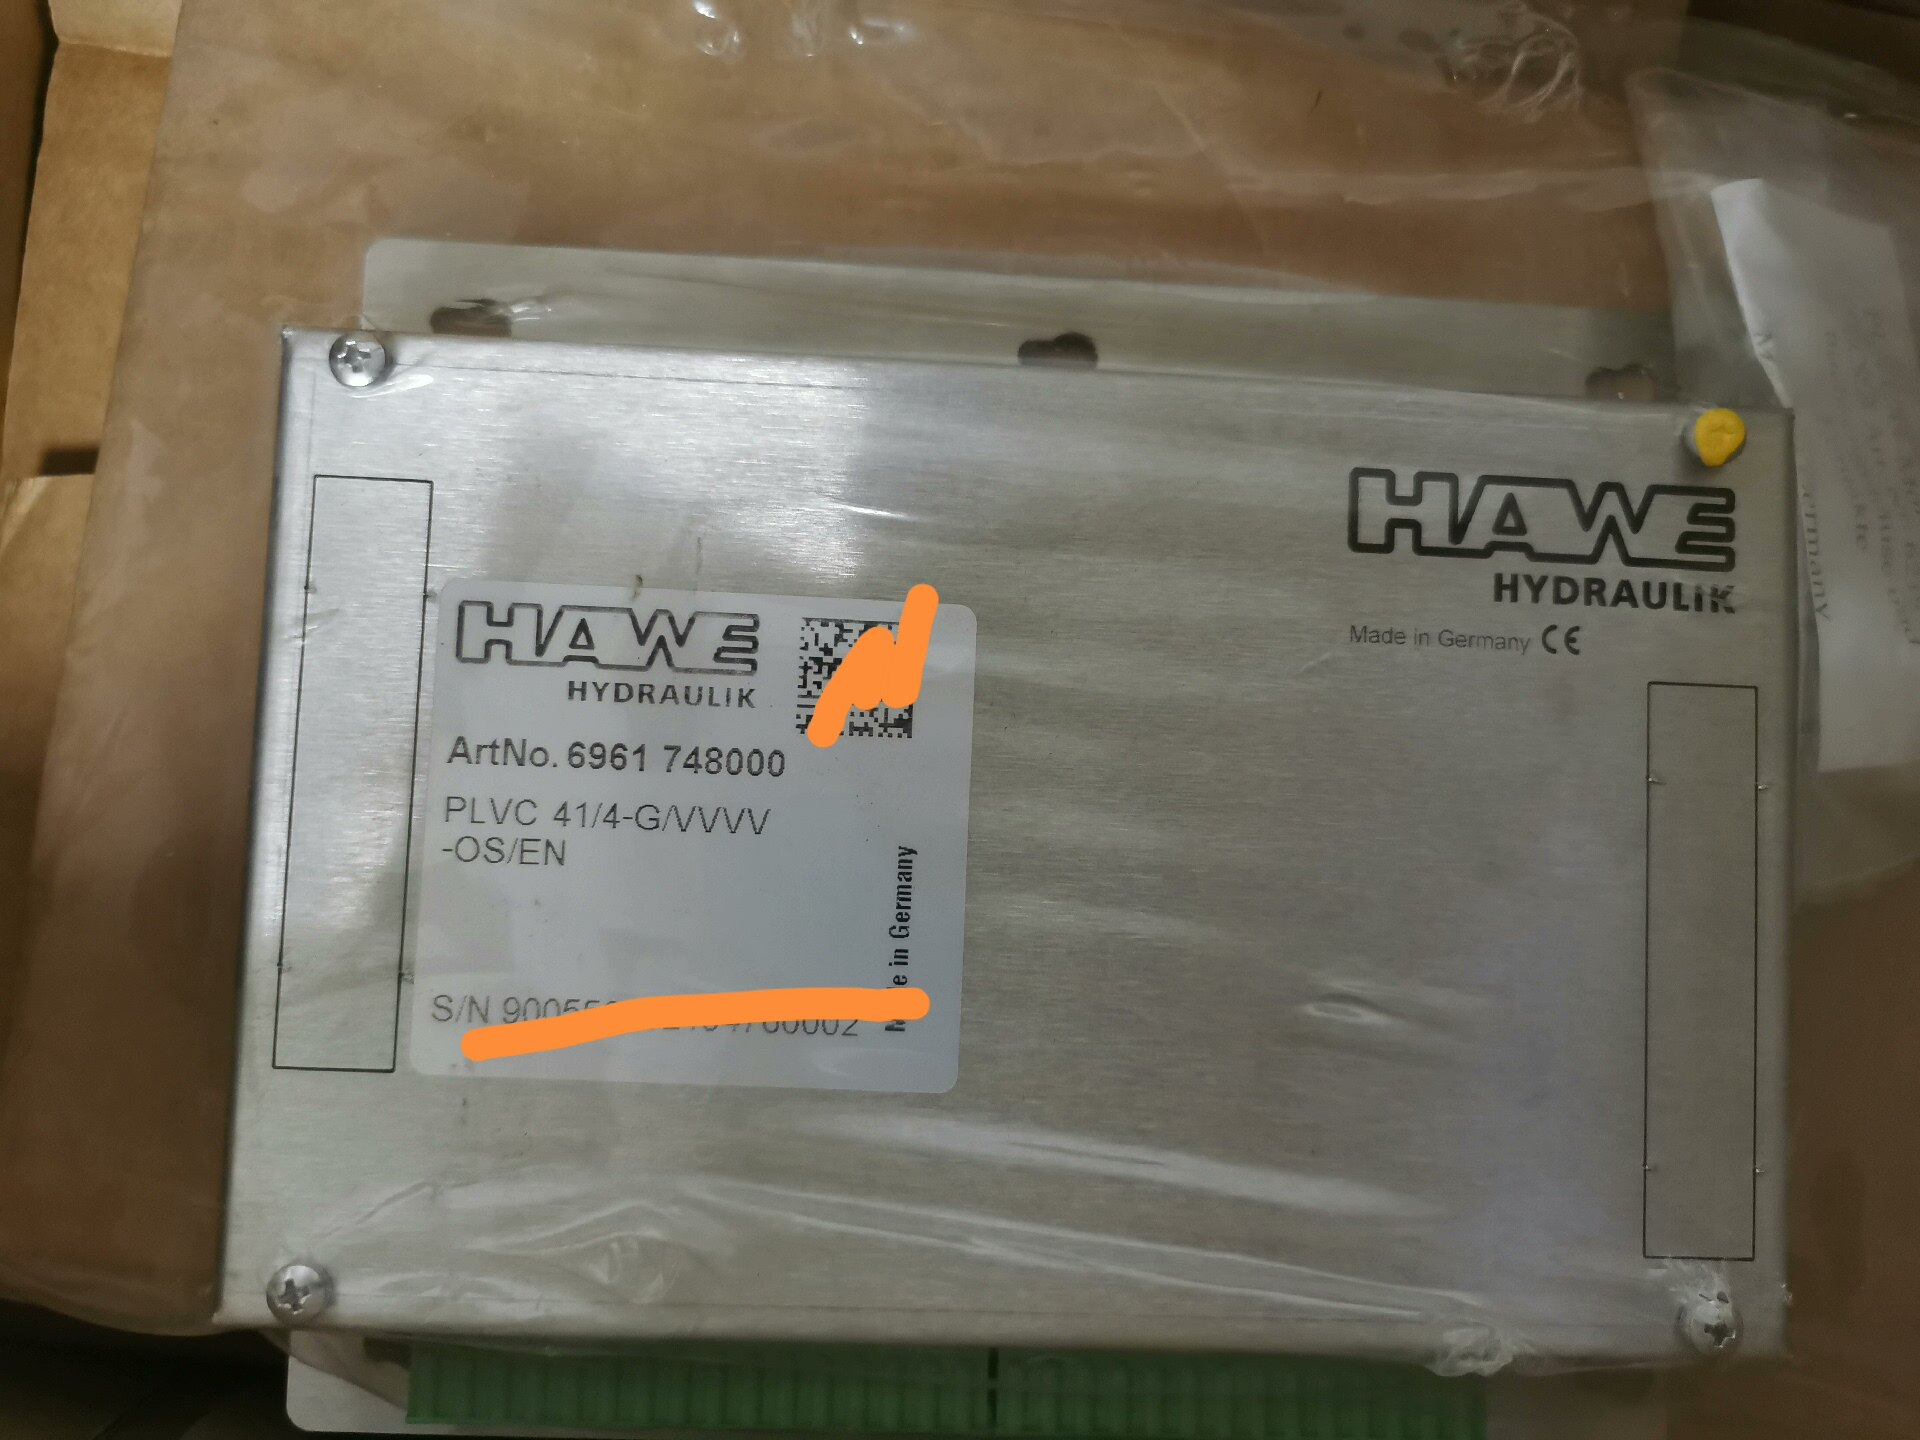 HAWE
HYDRAULIK
Made in Germany CE
HAWE
HYDRAULIK
ArtNo. 6961 748000
PLVC 41/4-G/VVVV
-OS/EN
in Germany
S/N